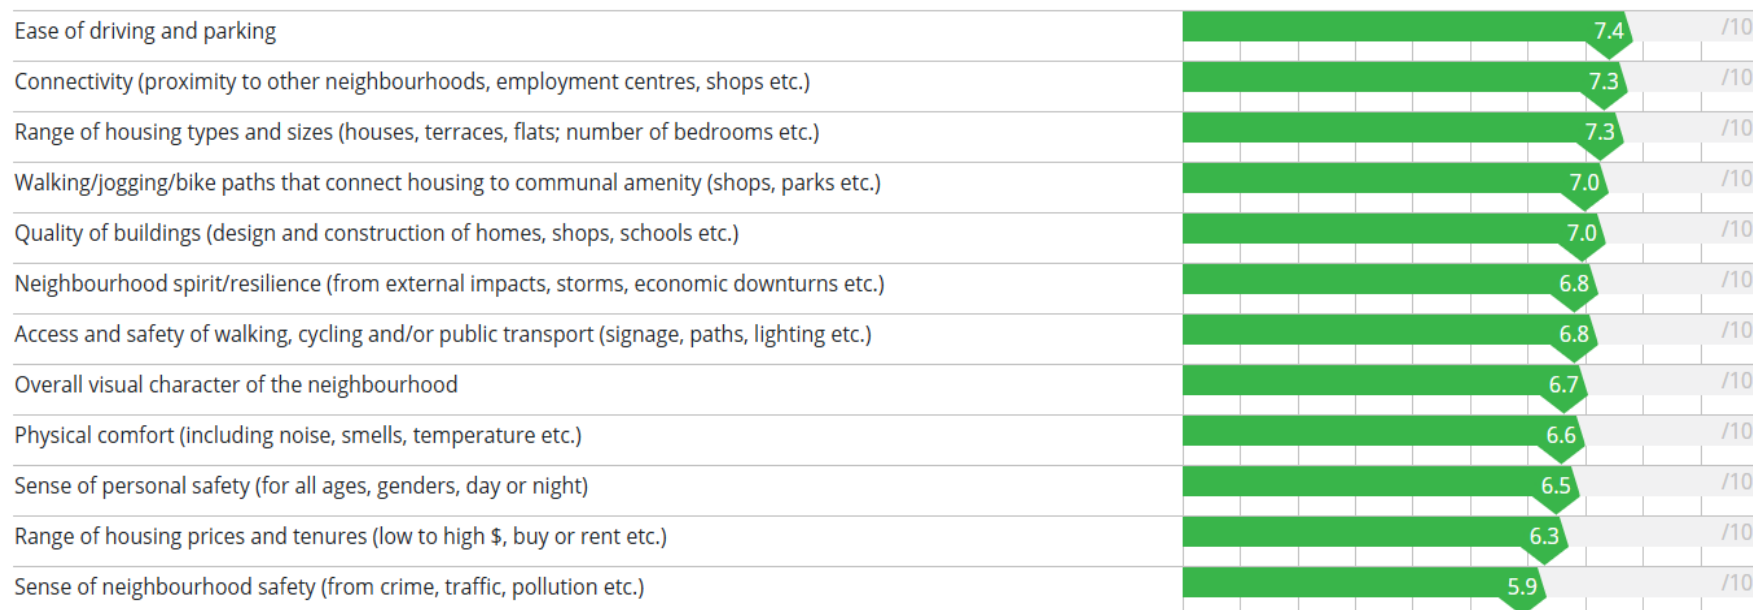 Ease of driving and parking 7.4 /10
Connectivity (proximity to other neighbourhoods, employment centres, shops etc.) 7.3 /10
Range of housing types and sizes (houses, terraces, flats; number of bedrooms etc.) 7.3 /10
Walking/jogging/bike paths that connect housing to communal amenity (shops, parks etc.) 7.0 /10
Quality of buildings (design and construction of homes, shops, schools etc.) 7.0 /10
Neighbourhood spirit/resilience (from external impacts, storms, economic downturns etc.) 6.8 /10
Access and safety of walking, cycling and/or public transport (signage, paths, lighting etc.) 6.8 /10
Overall visual character of the neighbourhood 6.7 /10
Physical comfort (including noise, smells, temperature etc.) 6.6 /10
Sense of personal safety (for all ages, genders, day or night) 6.5 /10
Range of housing prices and tenures (low to high $, buy or rent etc.) 6.3 /10
Sense of neighbourhood safety (from crime, traffic, pollution etc.) 5.9 /10